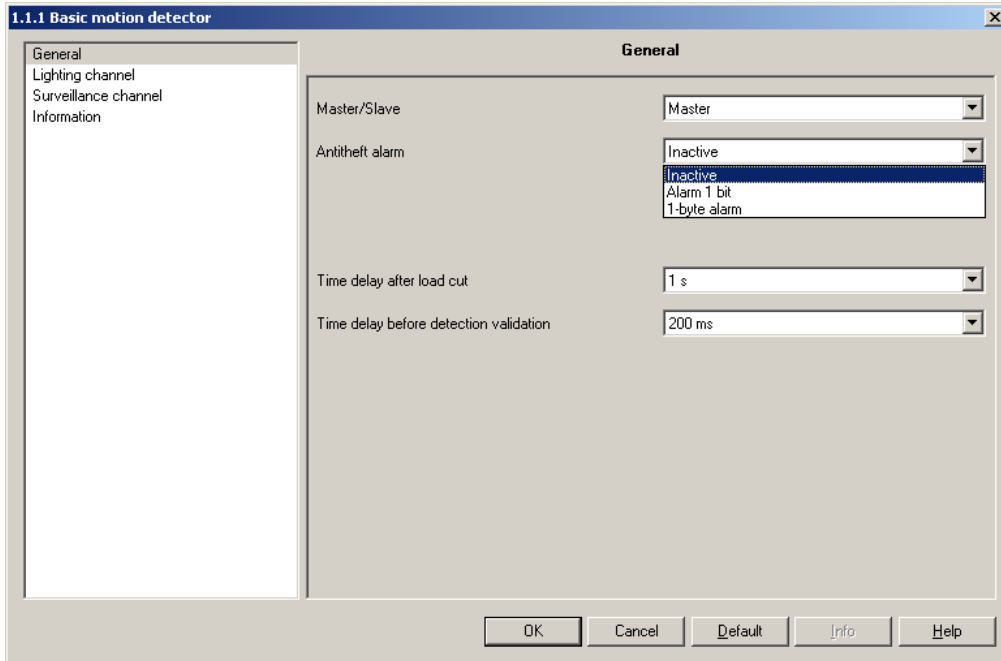 1.1.1 Basic motion detector
General
Lighting channel
Surveillance channel
Information
General
Master/Slave
Master
Antitheft alarm
Inactive
Inactive
Alarm 1 bit
1-byte alarm
Time delay after load cut
1 s
Time delay before detection validation
200 ms
OK
Cancel
Default
Info
Help